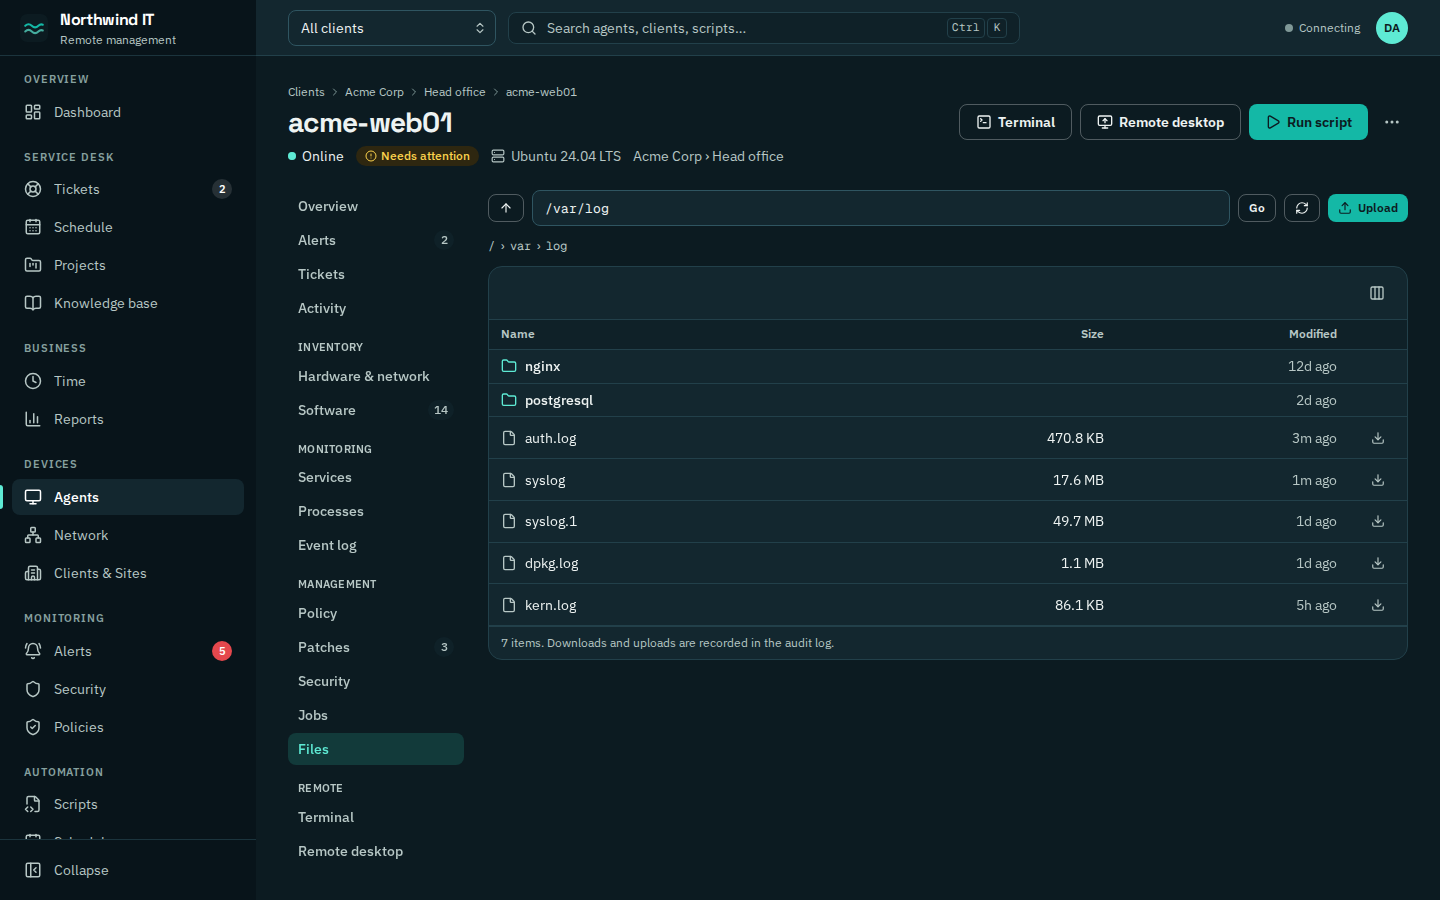 Northwind IT
Remote management
All clients
Search agents, clients, scripts...
Ctrl K
Connecting
DA
OVERVIEW
Dashboard
SERVICE DESK
Tickets 2
Schedule
Projects
Knowledge base
BUSINESS
Time
Reports
DEVICES
Agents
Network
Clients & Sites
MONITORING
Alerts 5
Security
Policies
AUTOMATION
Scripts
Collapse
Clients > Acme Corp > Head office > acme-web01
acme-web01
Terminal
Remote desktop
Run script
Online
Needs attention
Ubuntu 24.04 LTS
Acme Corp › Head office
Overview
Alerts 2
Tickets
Activity
INVENTORY
Hardware & network
Software 14
MONITORING
Services
Processes
Event log
MANAGEMENT
Policy
Patches 3
Security
Jobs
Files
REMOTE
Terminal
Remote desktop
/var/log
Go
Upload
/ › var › log
Name Size Modified
nginx 12d ago
postgresql 2d ago
auth.log 470.8 KB 3m ago
syslog 17.6 MB 1m ago
syslog.1 49.7 MB 1d ago
dpkg.log 1.1 MB 1d ago
kern.log 86.1 KB 5h ago
7 items. Downloads and uploads are recorded in the audit log.